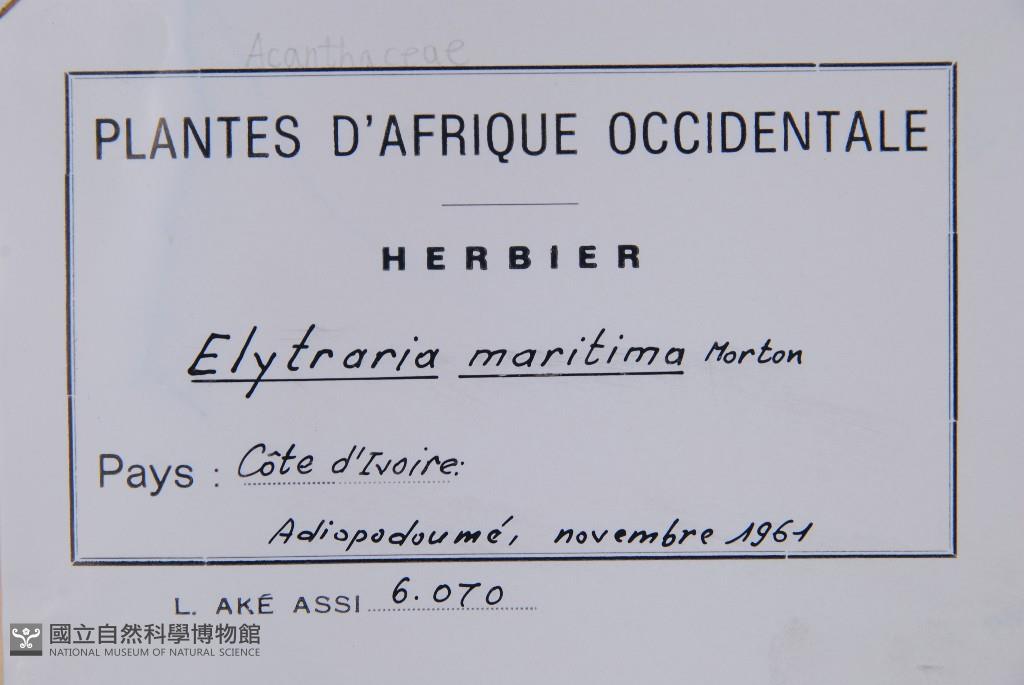 Acanthaceae
PLANTES D'AFRIQUE OCCIDENTALE
HERBIER
Elytraria maritima Morton
Pays : Côte d'Ivoire:
Adiopodoumé, novembre 1961
L. AKÉ ASSI 6.070
國立自然科學博物館
NATIONAL MUSEUM OF NATURAL SCIENCE